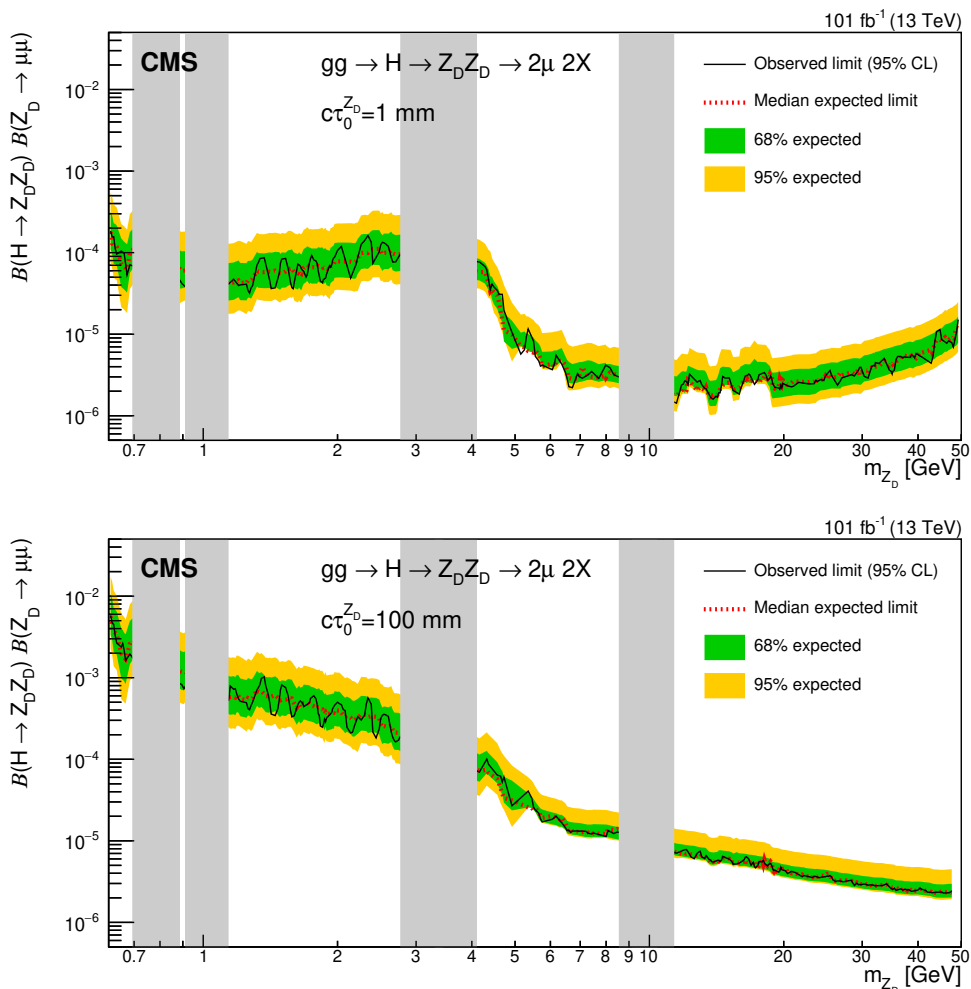 101 fb⁻¹ (13 TeV)
CMS
gg → H → Z_D Z_D → 2μ 2X
cτ₀^{Z_D}=1 mm
Observed limit (95% CL)
Median expected limit
68% expected
95% expected
B(H → Z_D Z_D) B(Z_D → μμ)
10⁻²
10⁻³
10⁻⁴
10⁻⁵
10⁻⁶
0.7 1 2 3 4 5 6 7 8 9 10 20 30 40 50
m_{Z_D} [GeV]
101 fb⁻¹ (13 TeV)
CMS
gg → H → Z_D Z_D → 2μ 2X
cτ₀^{Z_D}=100 mm
Observed limit (95% CL)
Median expected limit
68% expected
95% expected
B(H → Z_D Z_D) B(Z_D → μμ)
10⁻²
10⁻³
10⁻⁴
10⁻⁵
10⁻⁶
0.7 1 2 3 4 5 6 7 8 9 10 20 30 40 50
m_{Z_D} [GeV]